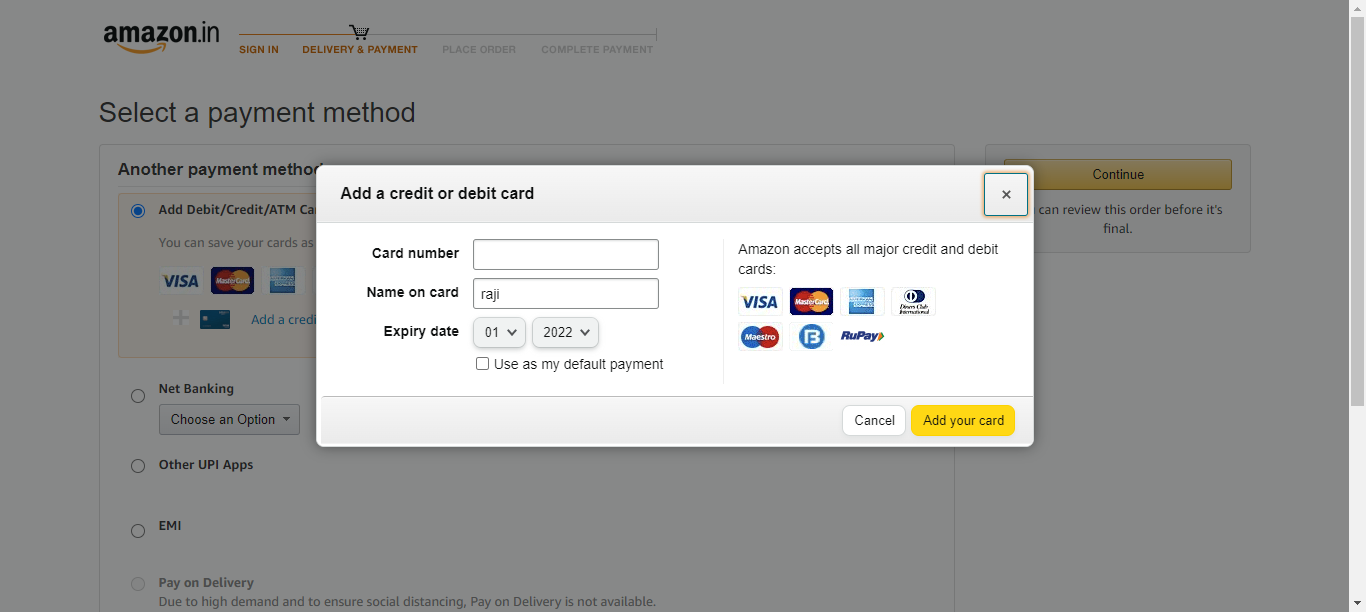 amazon.in
SIGN IN DELIVERY & PAYMENT PLACE ORDER COMPLETE PAYMENT
Select a payment method
Another payment method
Continue
can review this order before it's
final.
Add Debit/Credit/ATM Ca
You can save your cards as
VISA MasterCard
Add a credi
Net Banking
Choose an Option
Other UPI Apps
EMI
Pay on Delivery
Due to high demand and to ensure social distancing, Pay on Delivery is not available.
Add a credit or debit card
×
Card number
Name on card raji
Expiry date 01 2022
Use as my default payment
Amazon accepts all major credit and debit
cards:
VISA MasterCard AMERICAN EXPRESS Diners Club International
Maestro RuPay
Cancel Add your card